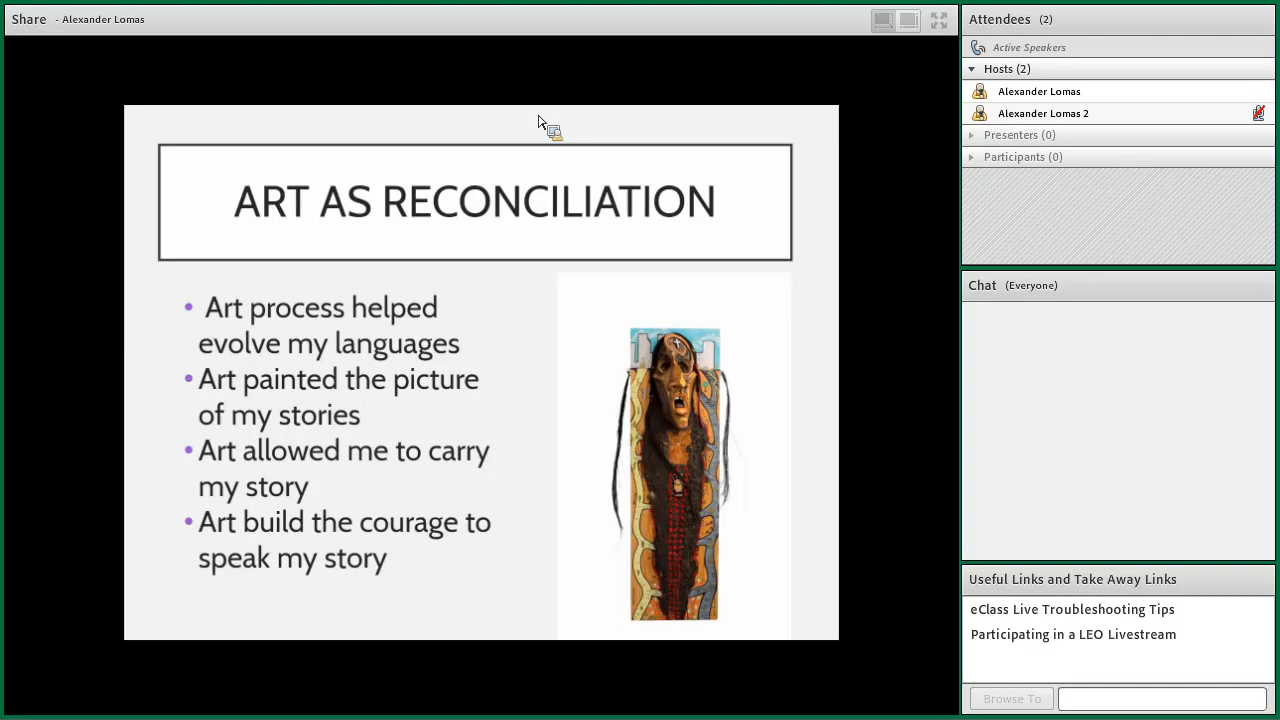 Share - Alexander Lomas
ART AS RECONCILIATION
• Art process helped
evolve my languages
• Art painted the picture
of my stories
• Art allowed me to carry
my story
• Art build the courage to
speak my story
Attendees (2)
Active Speakers
Hosts (2)
Alexander Lomas
Alexander Lomas 2
Presenters (0)
Participants (0)
Chat (Everyone)
Useful Links and Take Away Links
eClass Live Troubleshooting Tips
Participating in a LEO Livestream
Browse To